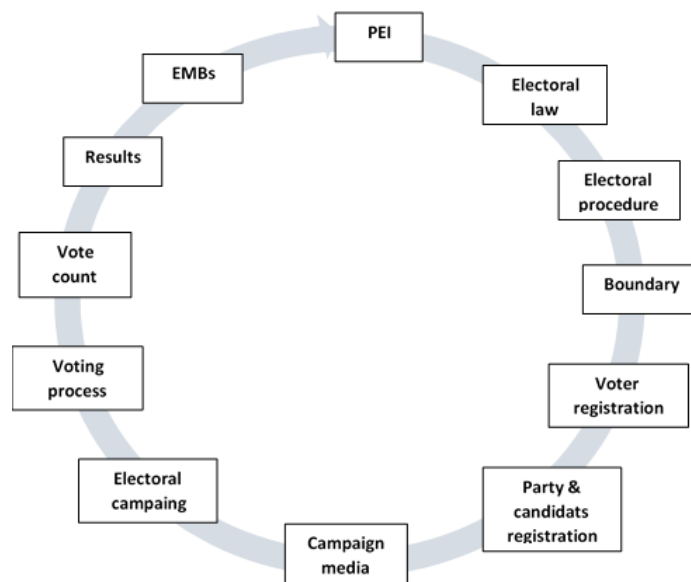 PEI
Electoral
law
Electoral
procedure
Boundary
Voter
registration
Party &
candidats
registration
Campaign
media
Electoral
campaing
Voting
process
Vote
count
Results
EMBs